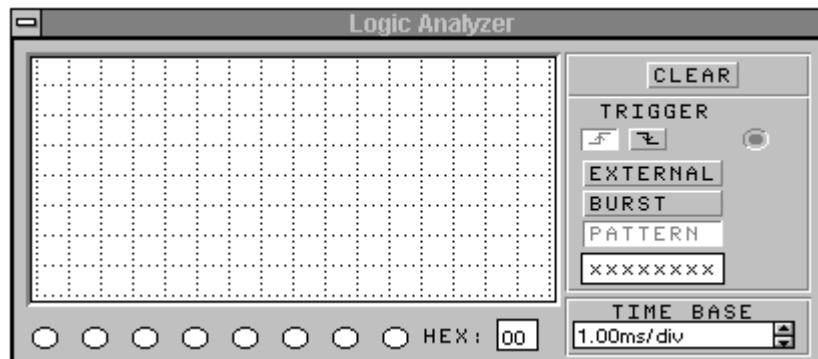 Logic Analyzer
CLEAR
TRIGGER
EXTERNAL
BURST
PATTERN
xxxxxxxx
TIME BASE
1.00ms/div
HEX: 00